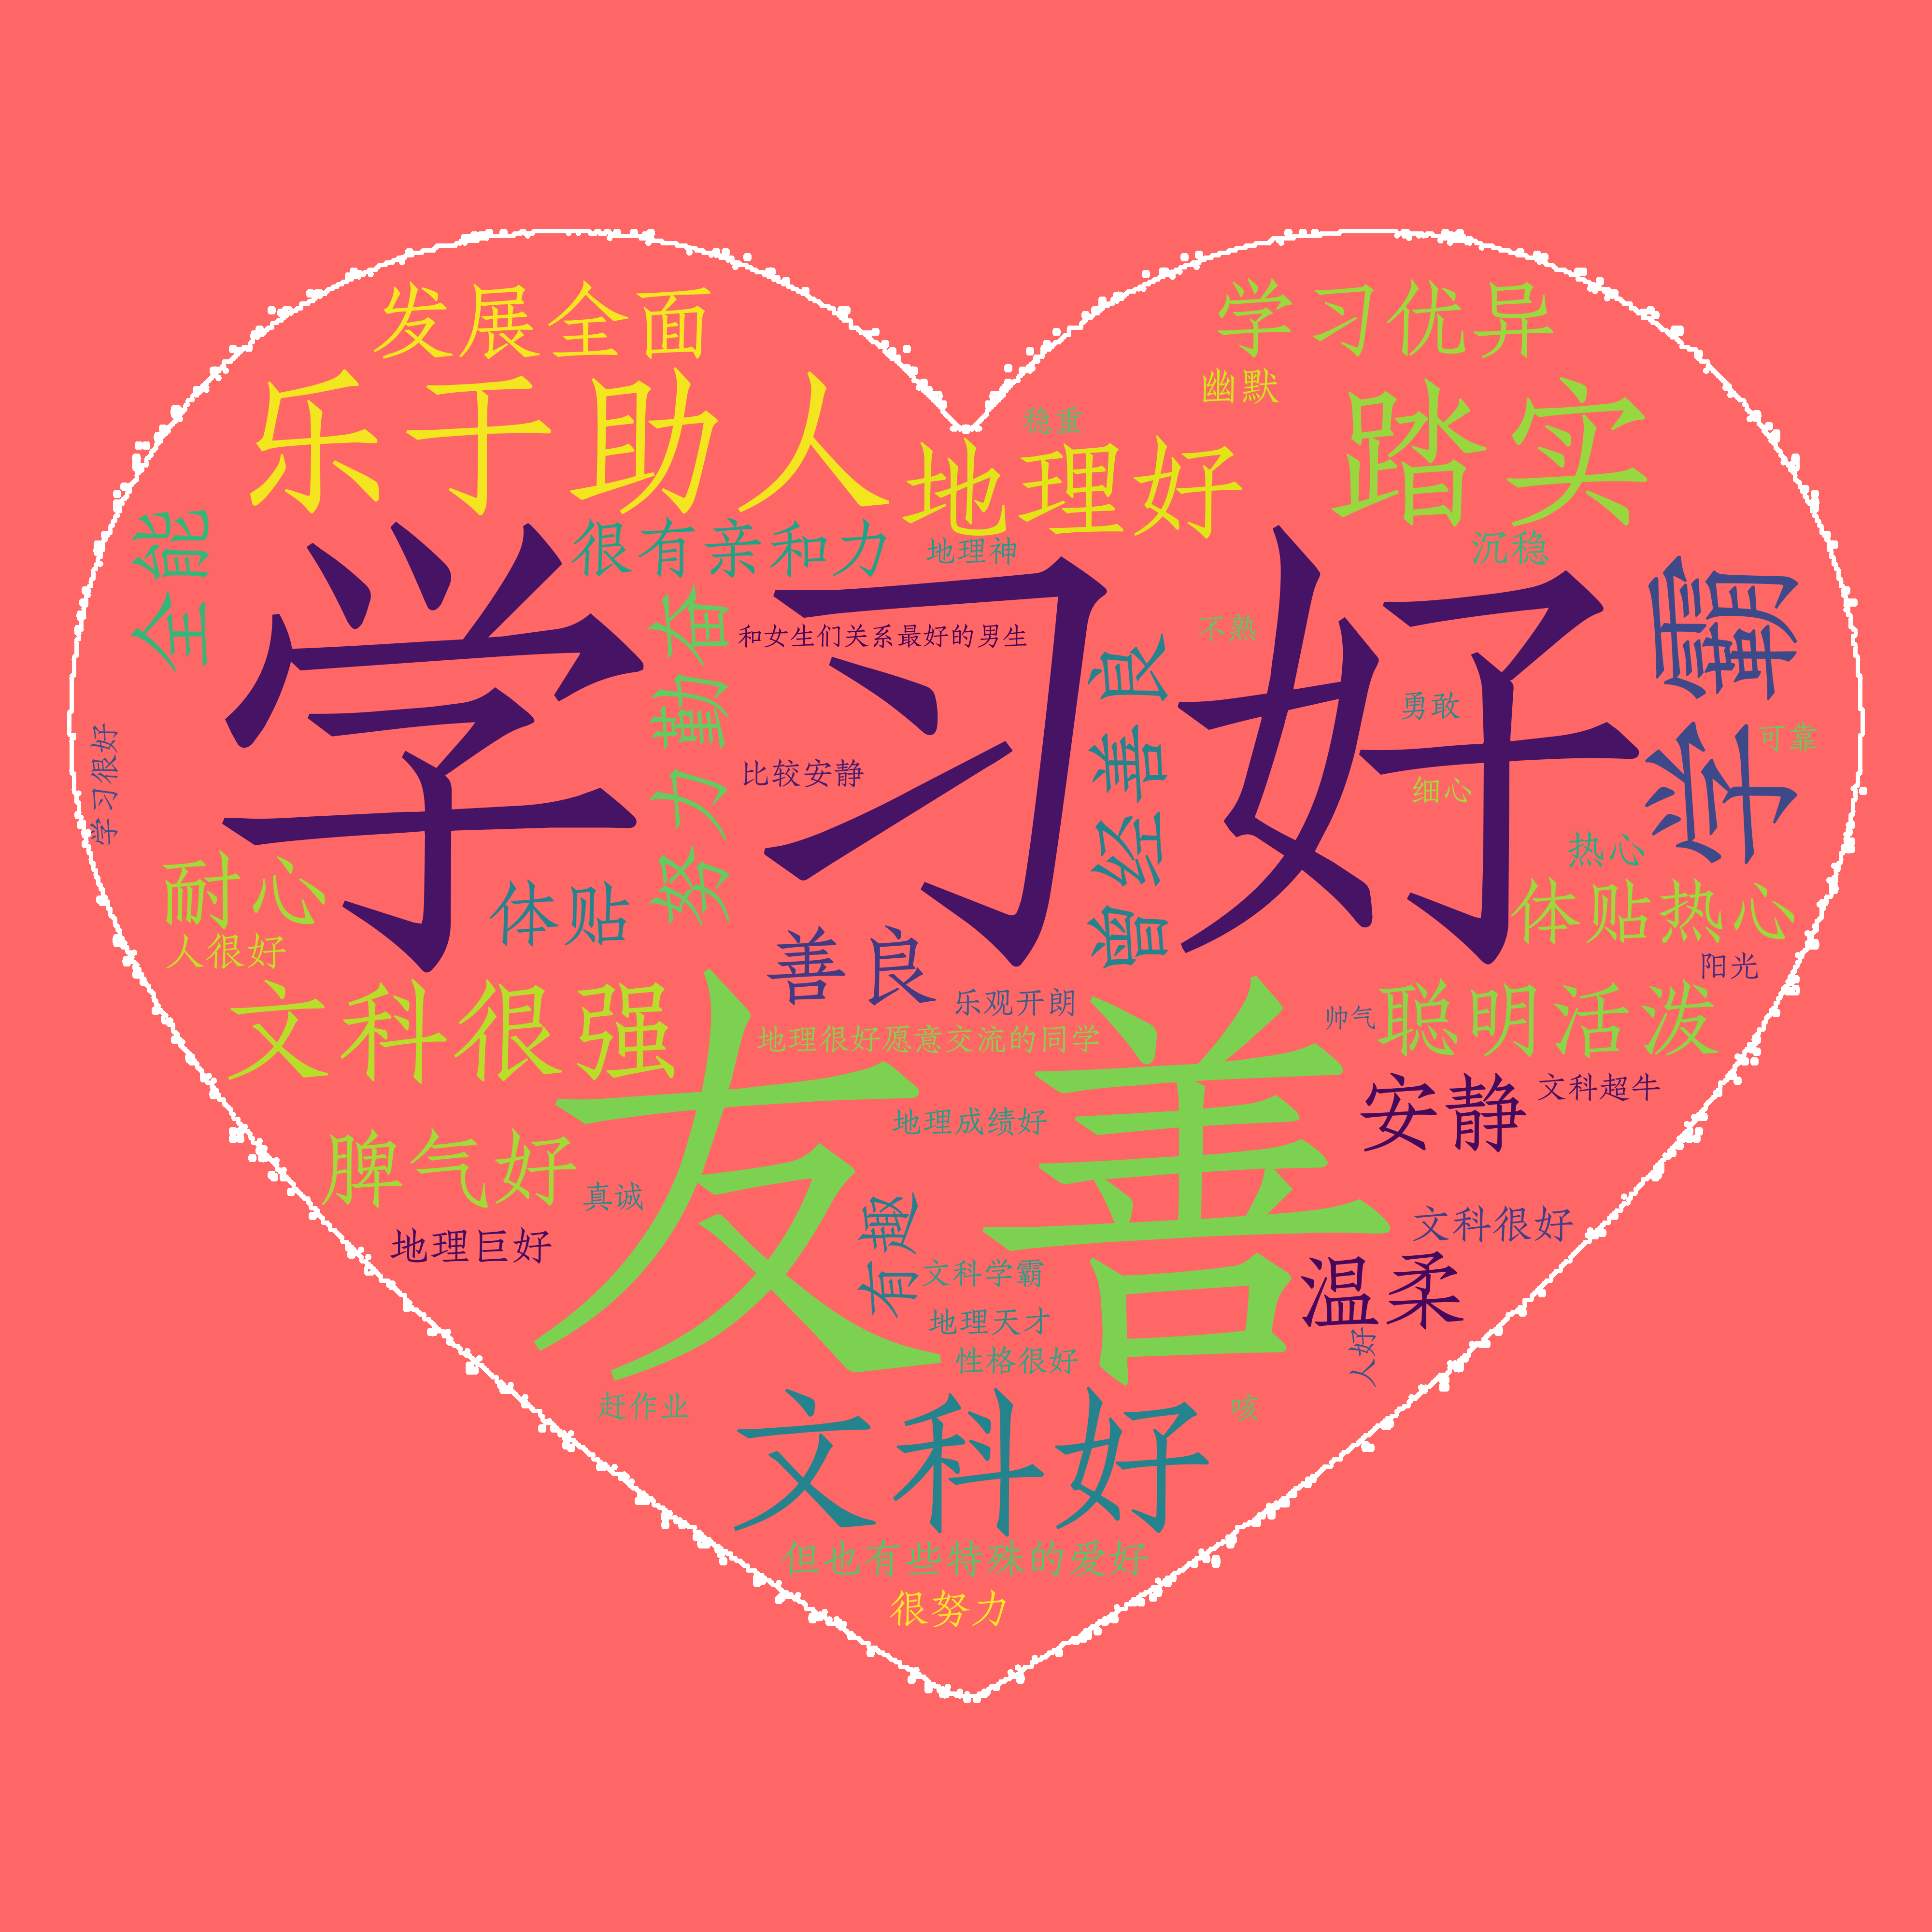 发展全面
学习优异
幽默
乐于助人
踏实
稳重
地理好
全能
很有亲和力
地理神
沉稳
学习好
努力勤奋
和女生们关系最好的男生
不熟
幽默
曾经善良
勇敢
可靠
比较安静
细心
学习很好
热心
耐心
体贴
体贴热心
人很好
善良
阳光
文科很强
乐观开朗
帅气
聪明活泼
地理很好愿意交流的同学
友善
安静
文科超牛
地理成绩好
脾气好
真诚
有趣
文科很好
地理巨好
文科学霸
温柔
地理天才
人好
性格很好
赶作业
咳
文科好
但也有些特殊的爱好
很努力